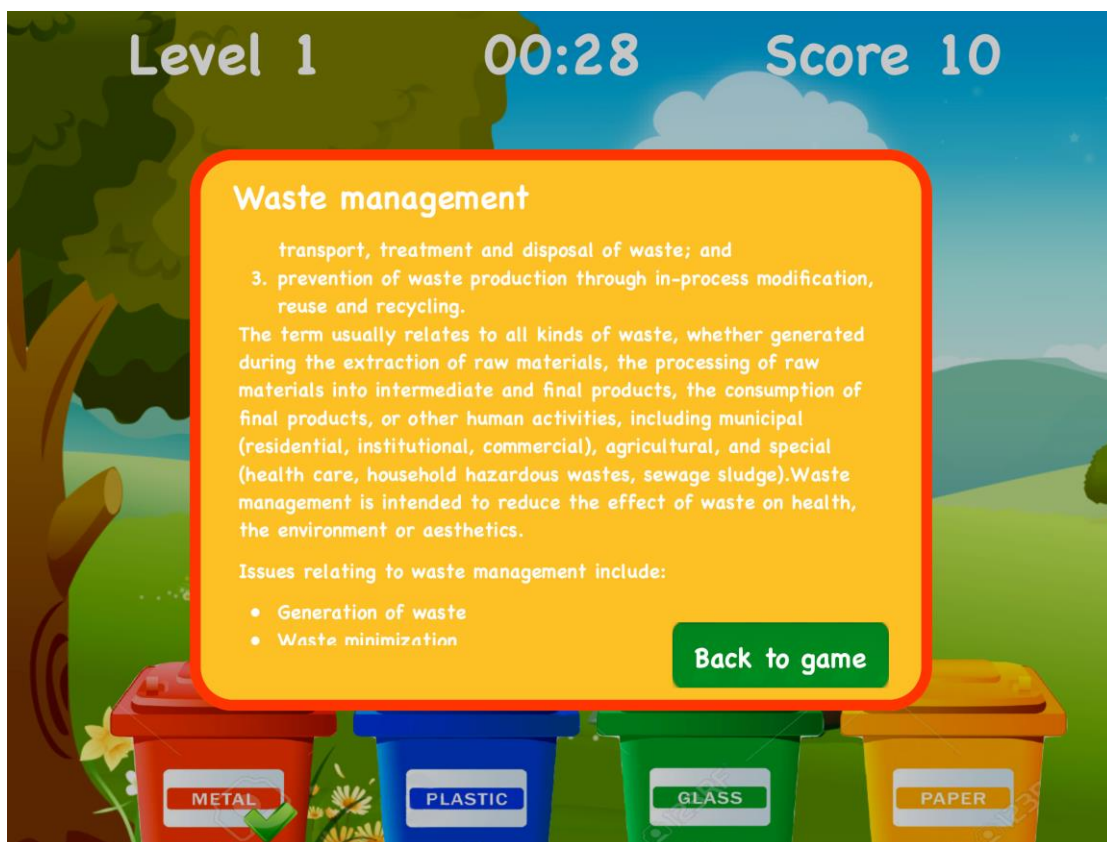 Level 1 00:28 Score 10
Waste management
transport, treatment and disposal of waste; and
3. prevention of waste production through in-process modification,
reuse and recycling.
The term usually relates to all kinds of waste, whether generated
during the extraction of raw materials, the processing of raw
materials into intermediate and final products, the consumption of
final products, or other human activities, including municipal
(residential, institutional, commercial), agricultural, and special
(health care, household hazardous wastes, sewage sludge).Waste
management is intended to reduce the effect of waste on health,
the environment or aesthetics.
Issues relating to waste management include:
• Generation of waste
• Waste minimization
Back to game
METAL PLASTIC GLASS PAPER